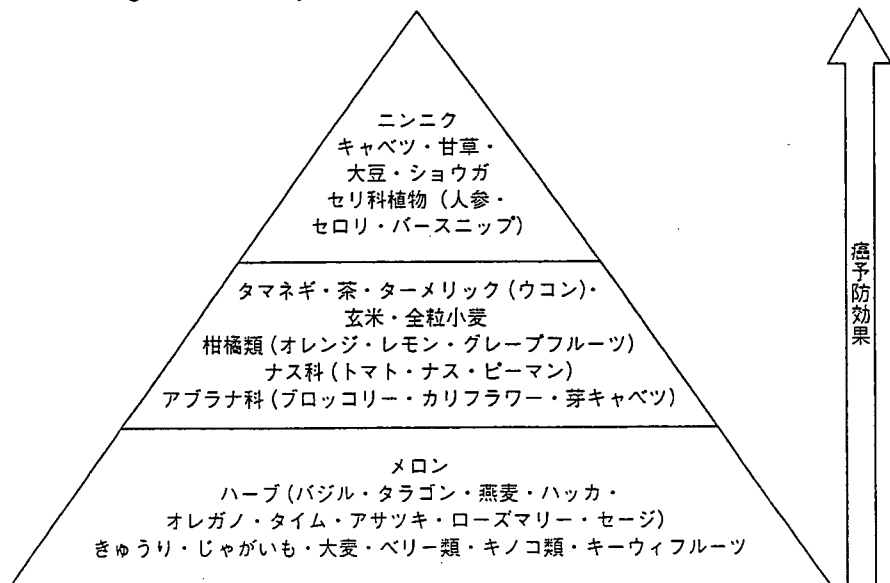 ニンニク
キャベツ・甘草・
大豆・ショウガ
セリ科植物（人参・
セロリ・パースニップ）
タマネギ・茶・ターメリック（ウコン）・
玄米・全粒小麦
柑橘類（オレンジ・レモン・グレープフルーツ）
ナス科（トマト・ナス・ピーマン）
アブラナ科（ブロッコリー・カリフラワー・芽キャベツ）
メロン
ハーブ（バジル・タラゴン・燕麦・ハッカ・
オレガノ・タイム・アサツキ・ローズマリー・セージ）
きゅうり・じゃがいも・大麦・ベリー類・キノコ類・キーウィフルーツ
癌予防効果